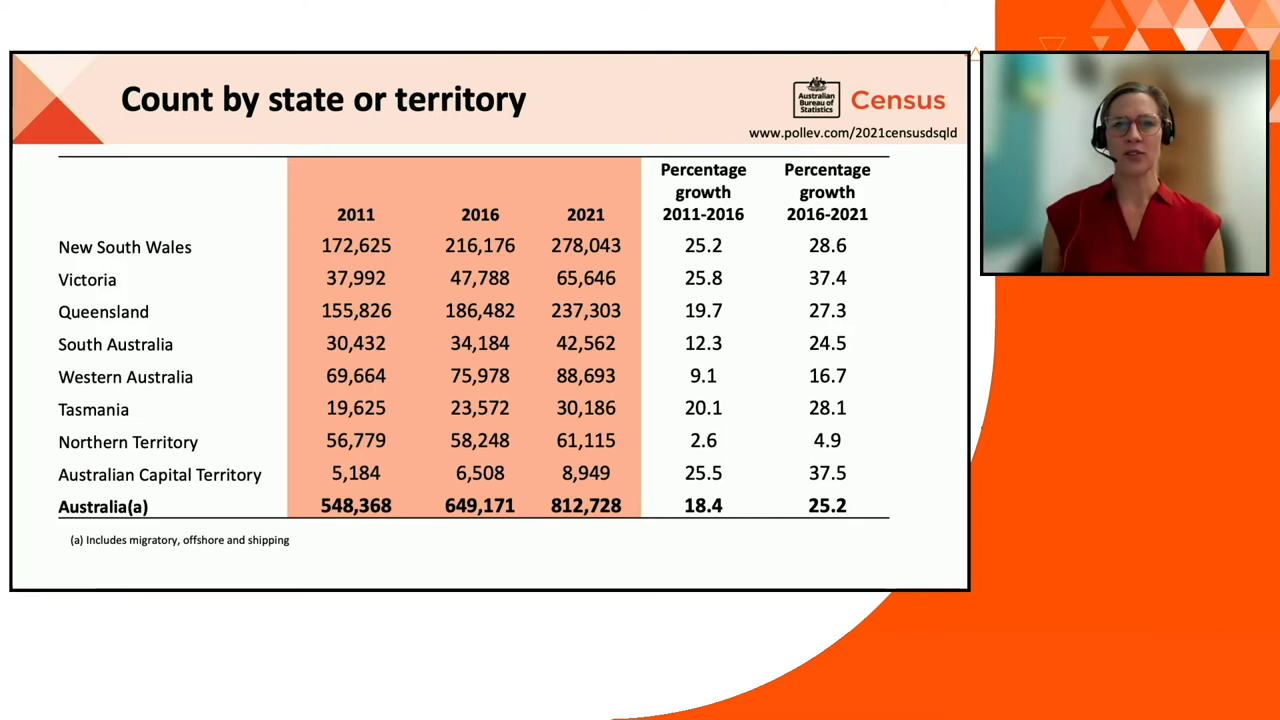 Count by state or territory
Australian
Bureau of
Statistics
Census
www.pollev.com/2021censusdsqld
Percentage growth 2011-2016
Percentage growth 2016-2021
2011 2016 2021
New South Wales 172,625 216,176 278,043 25.2 28.6
Victoria 37,992 47,788 65,646 25.8 37.4
Queensland 155,826 186,482 237,303 19.7 27.3
South Australia 30,432 34,184 42,562 12.3 24.5
Western Australia 69,664 75,978 88,693 9.1 16.7
Tasmania 19,625 23,572 30,186 20.1 28.1
Northern Territory 56,779 58,248 61,115 2.6 4.9
Australian Capital Territory 5,184 6,508 8,949 25.5 37.5
Australia(a) 548,368 649,171 812,728 18.4 25.2
(a) Includes migratory, offshore and shipping